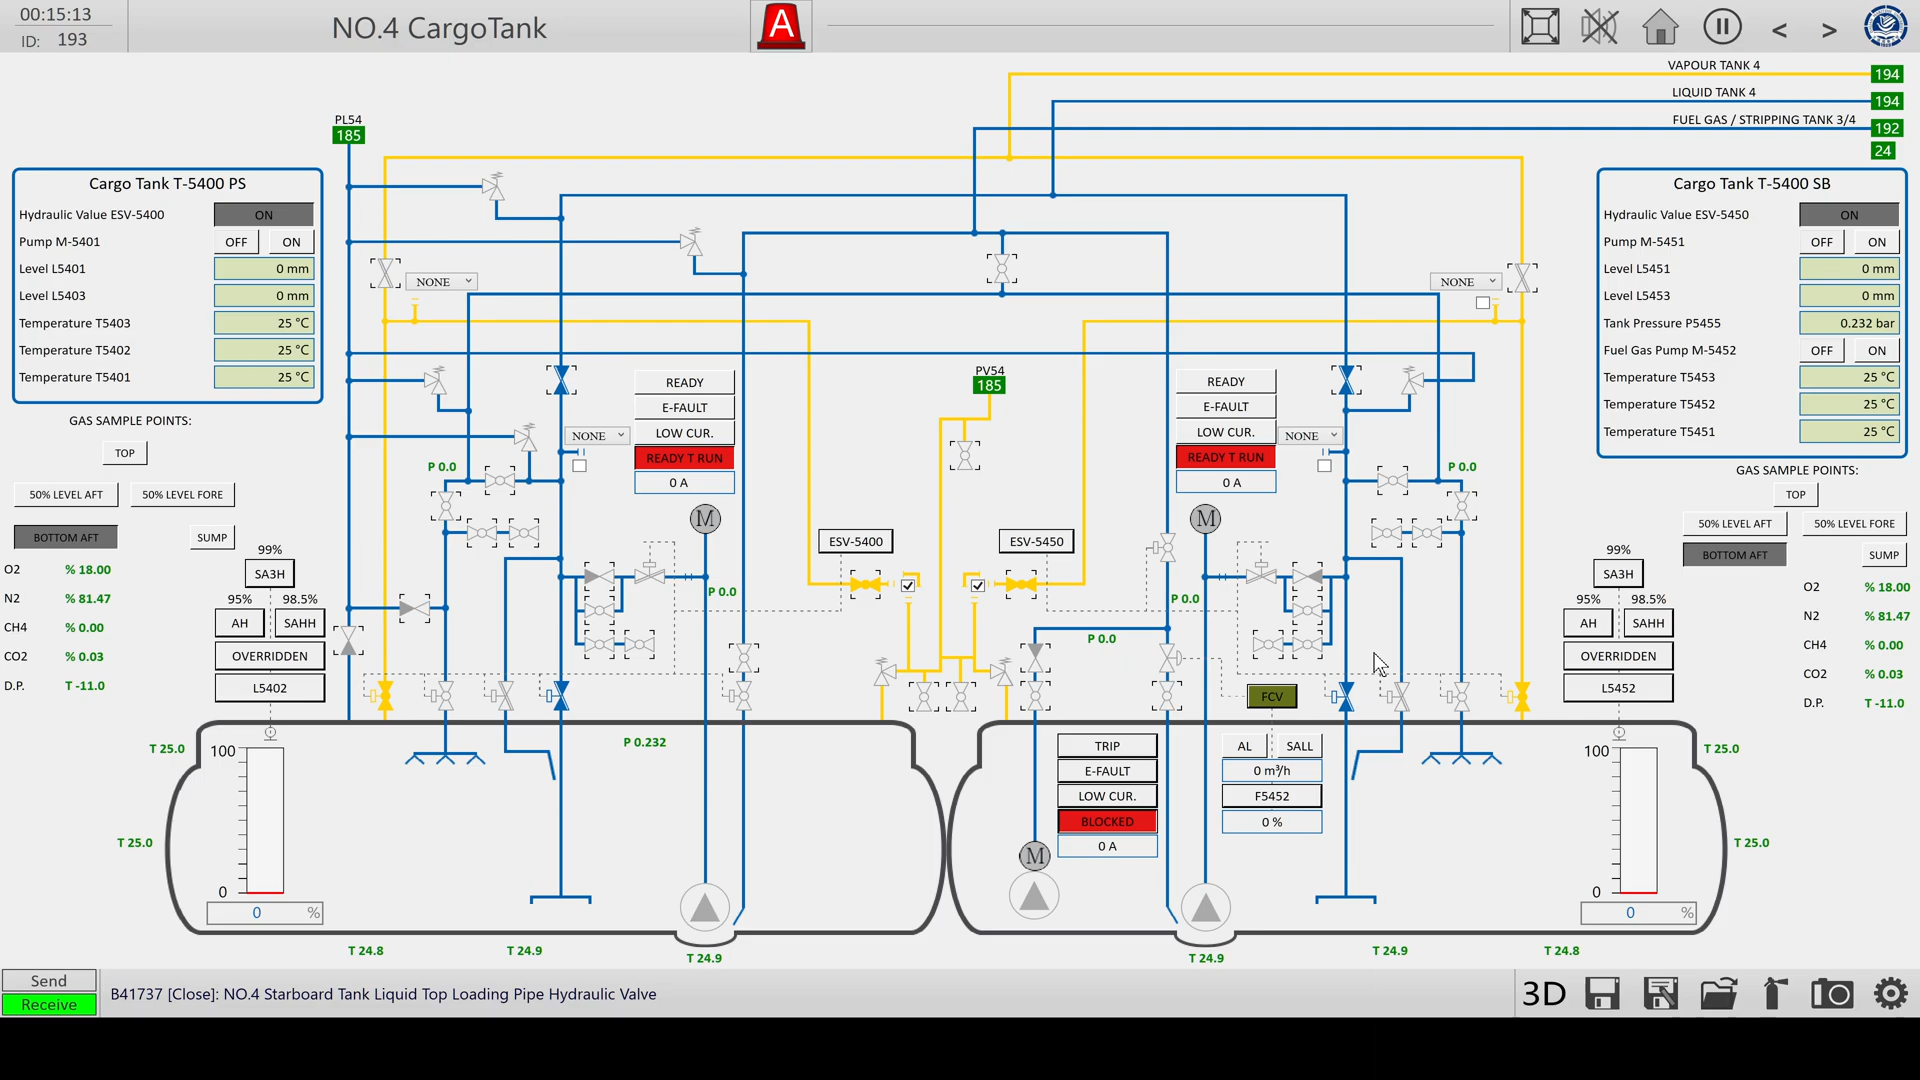 00:15:13
ID: 193
NO.4 CargoTank
A
VAPOUR TANK 4
194
LIQUID TANK 4
194
FUEL GAS / STRIPPING TANK 3/4
192
24
PL54
185
Cargo Tank T-5400 PS
Hydraulic Value ESV-5400 ON
Pump M-5401 OFF ON
Level L5401 0 mm
Level L5403 0 mm
Temperature T5403 25 °C
Temperature T5402 25 °C
Temperature T5401 25 °C
GAS SAMPLE POINTS:
TOP
50% LEVEL AFT 50% LEVEL FORE
BOTTOM AFT SUMP
O2 % 18.00
N2 % 81.47
CH4 % 0.00
CO2 % 0.03
D.P. T -11.0
99%
SA3H
95% 98.5%
AH SAHH
OVERRIDDEN
L5402
NONE
NONE
P 0.0
READY
E-FAULT
LOW CUR.
READY T RUN
0 A
M
P 0.0
ESV-5400
PV54
185
ESV-5450
READY
E-FAULT
LOW CUR.
READY T RUN
0 A
M
NONE
NONE
P 0.0
P 0.0
P 0.0
FCV
Cargo Tank T-5400 SB
Hydraulic Value ESV-5450 ON
Pump M-5451 OFF ON
Level L5451 0 mm
Level L5453 0 mm
Tank Pressure P5455 0.232 bar
Fuel Gas Pump M-5452 OFF ON
Temperature T5453 25 °C
Temperature T5452 25 °C
Temperature T5451 25 °C
GAS SAMPLE POINTS:
TOP
50% LEVEL AFT 50% LEVEL FORE
BOTTOM AFT SUMP
99%
SA3H
95% 98.5%
AH SAHH
OVERRIDDEN
L5452
O2 % 18.00
N2 % 81.47
CH4 % 0.00
CO2 % 0.03
D.P. T -11.0
T 25.0
100
0
0 %
T 25.0
P 0.232
T 24.8
T 24.9
T 24.9
TRIP
E-FAULT
LOW CUR.
BLOCKED
0 A
M
AL SALL
0 m³/h
F5452
0 %
100
0
0 %
T 25.0
T 25.0
T 24.9
T 24.9
T 24.8
Send
Receive
B41737 [Close]: NO.4 Starboard Tank Liquid Top Loading Pipe Hydraulic Valve
3D